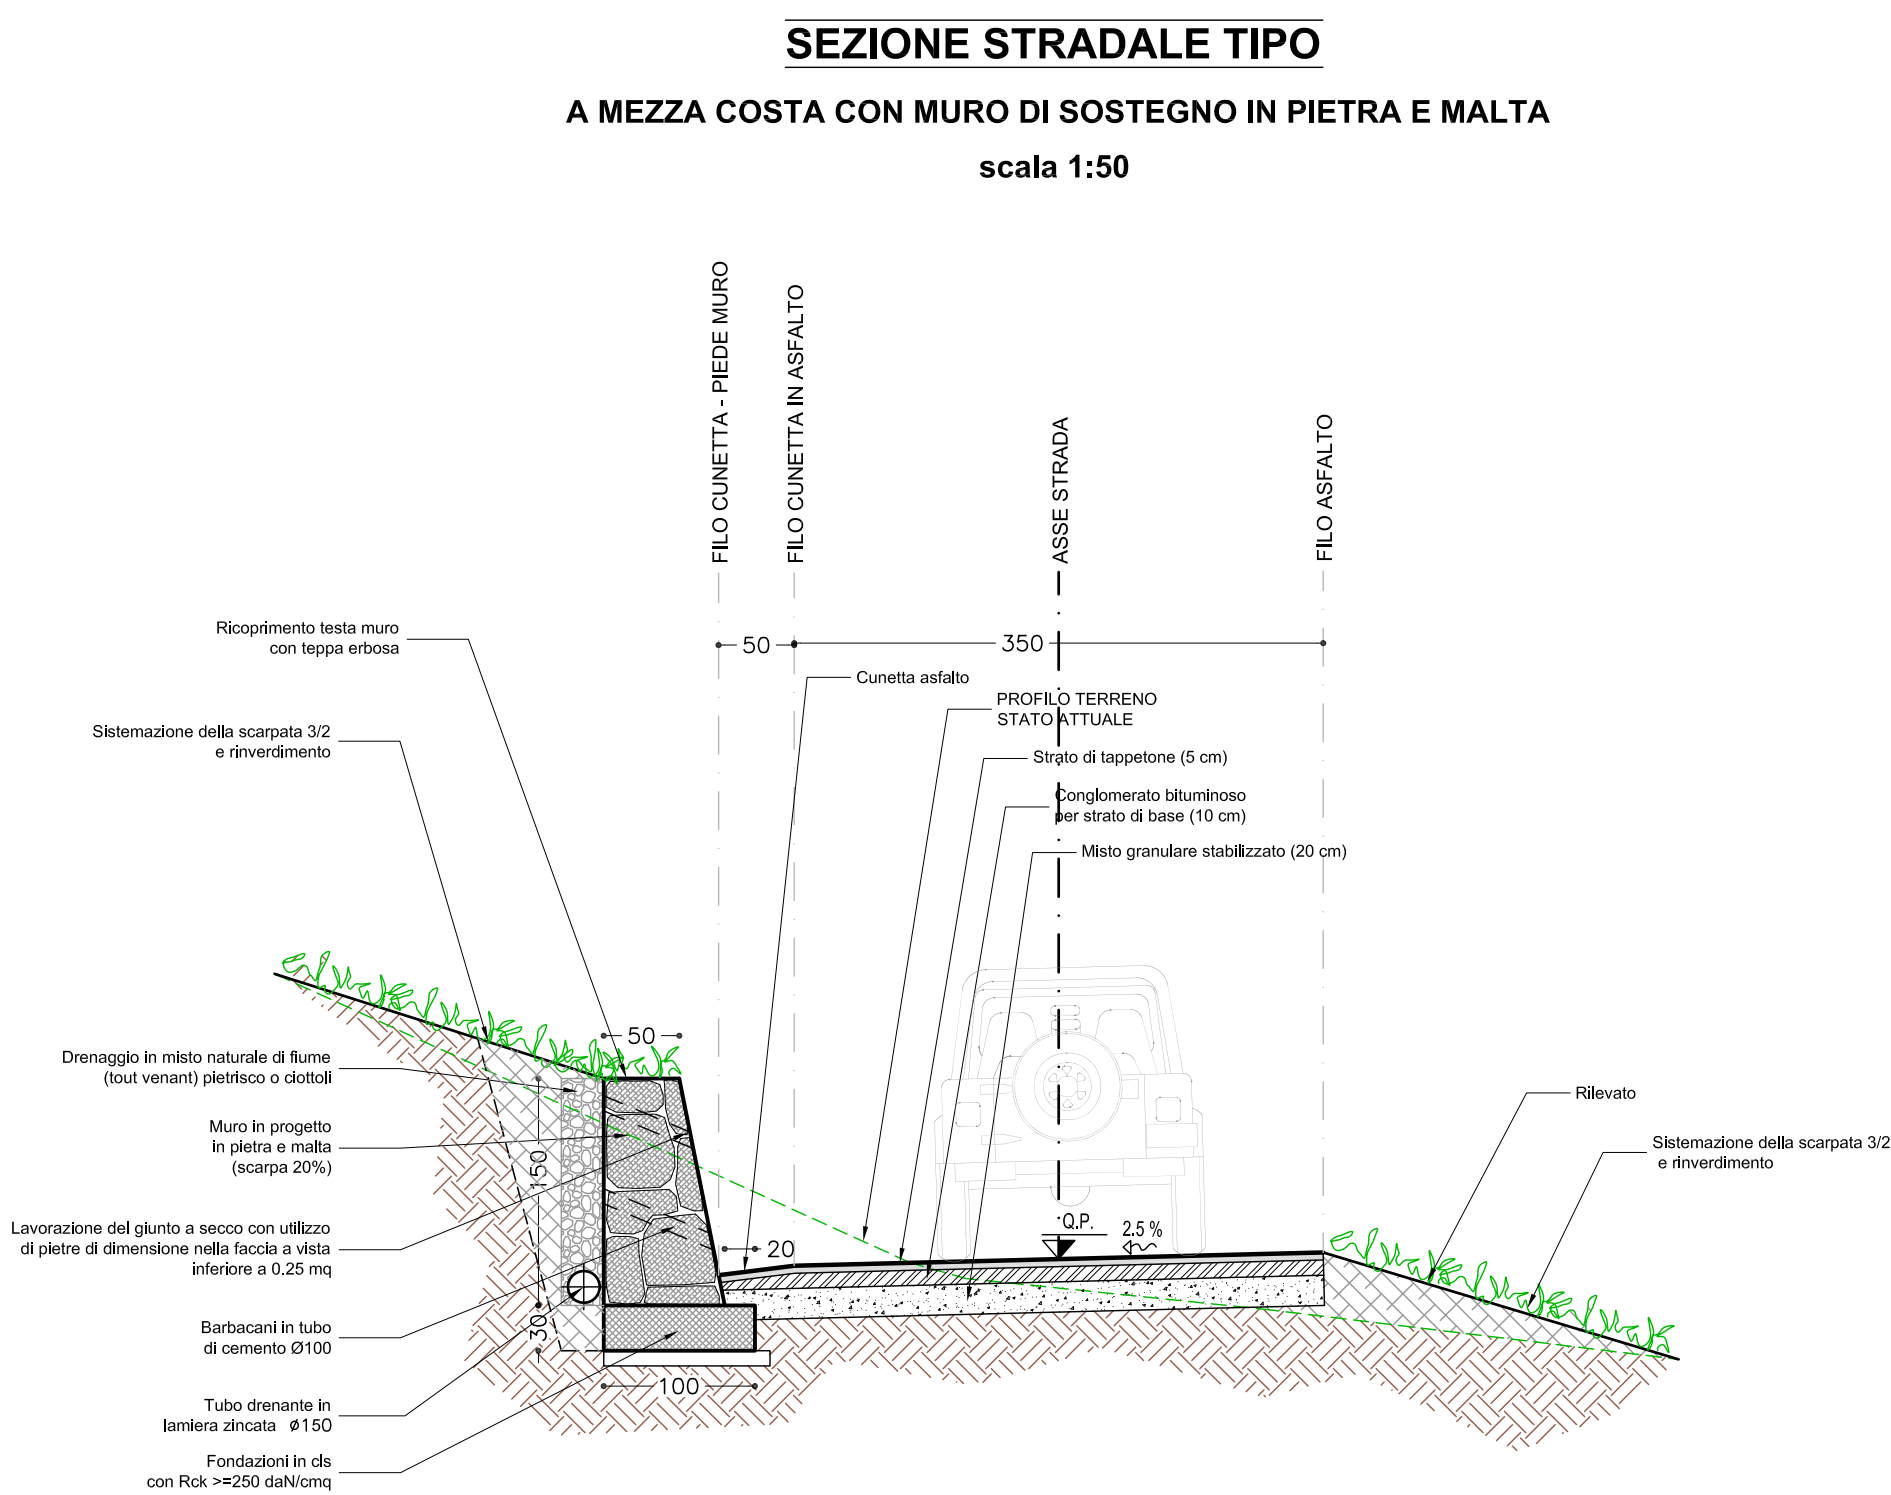 SEZIONE STRADALE TIPO
A MEZZA COSTA CON MURO DI SOSTEGNO IN PIETRA E MALTA
scala 1:50
FILO CUNETTA - PIEDE MURO
FILO CUNETTA IN ASFALTO
ASSE STRADA
FILO ASFALTO
50
350
Ricoprimento testa muro
con teppa erbosa
Cunetta asfalto
PROFILO TERRENO
STATO ATTUALE
Sistemazione della scarpata 3/2
e rinverdimento
Strato di tappetone (5 cm)
Conglomerato bituminoso
per strato di base (10 cm)
Misto granulare stabilizzato (20 cm)
50
Drenaggio in misto naturale di fiume
(tout venant) pietrisco o ciottoli
Rilevato
Muro in progetto
in pietra e malta
(scarpa 20%)
150
Sistemazione della scarpata 3/2
e rinverdimento
Lavorazione del giunto a secco con utilizzo
di pietre di dimensione nella faccia a vista
inferiore a 0.25 mq
20
Q.P.
2.5 %
Barbacani in tubo
di cemento Ø100
30
100
Tubo drenante in
lamiera zincata Ø150
Fondazioni in cls
con Rck >=250 daN/cmq